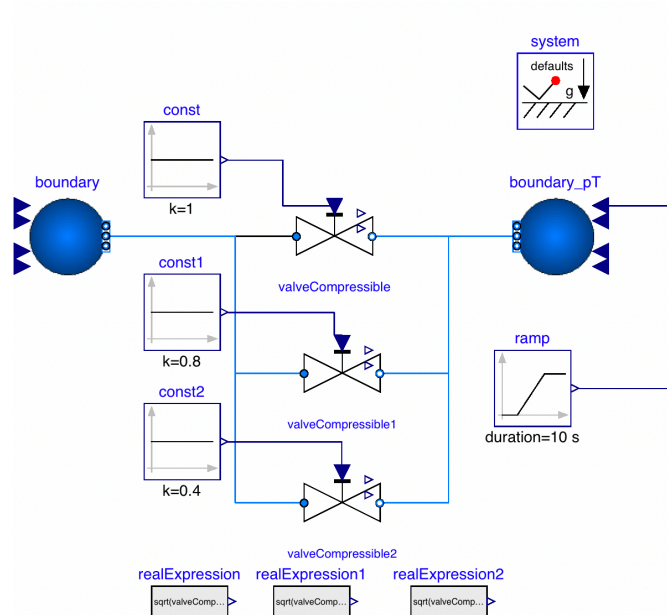 system
defaults
g
const
k=1
boundary
boundary_pT
valveCompressible
const1
k=0.8
ramp
duration=10 s
const2
k=0.4
valveCompressible1
valveCompressible2
realExpression realExpression1 realExpression2
sqrt(valveComp... sqrt(valveComp... sqrt(valveComp...